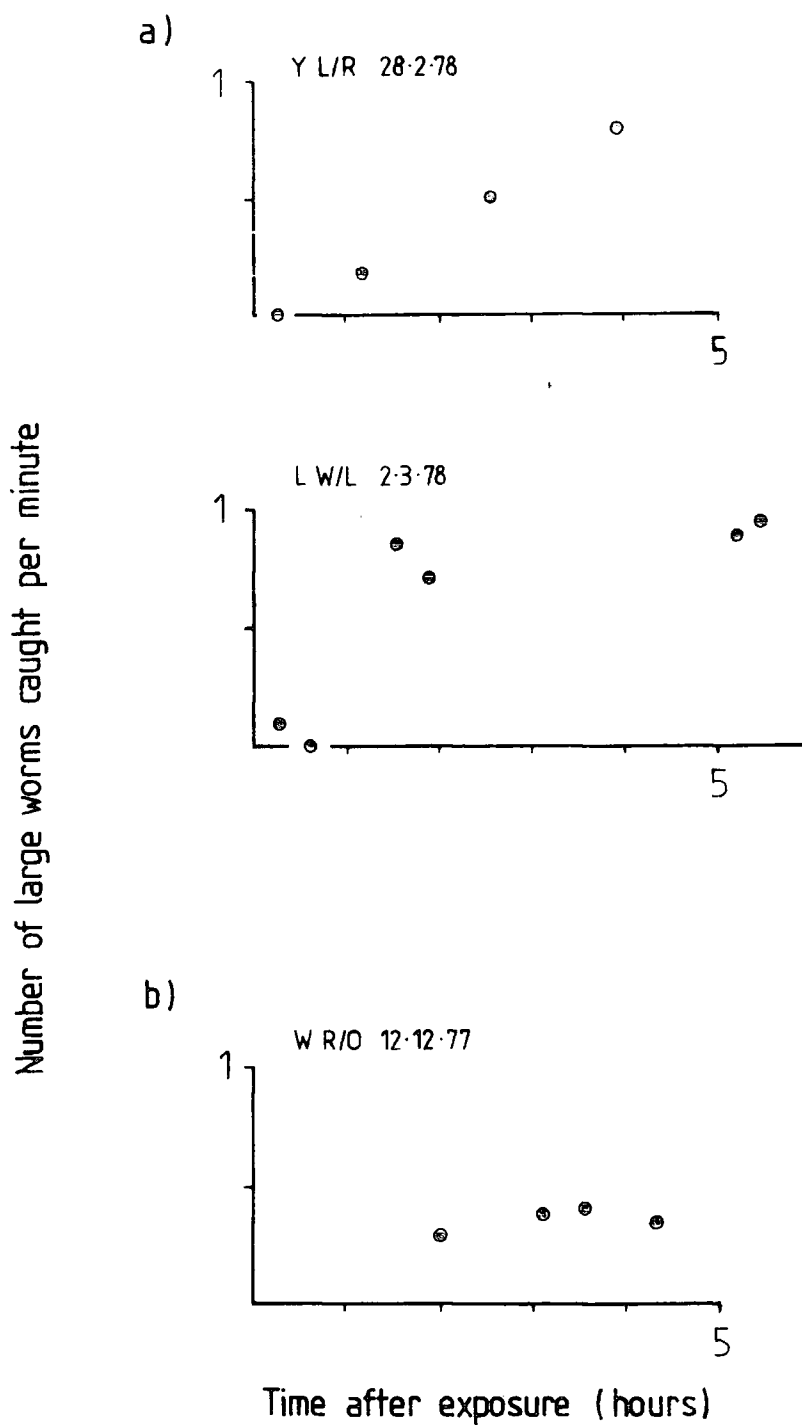 a)
Y L/R 28·2·78
1
5
L W/L 2·3·78
1
5
Number of large worms caught per minute
b)
W R/O 12·12·77
1
5
Time after exposure (hours)